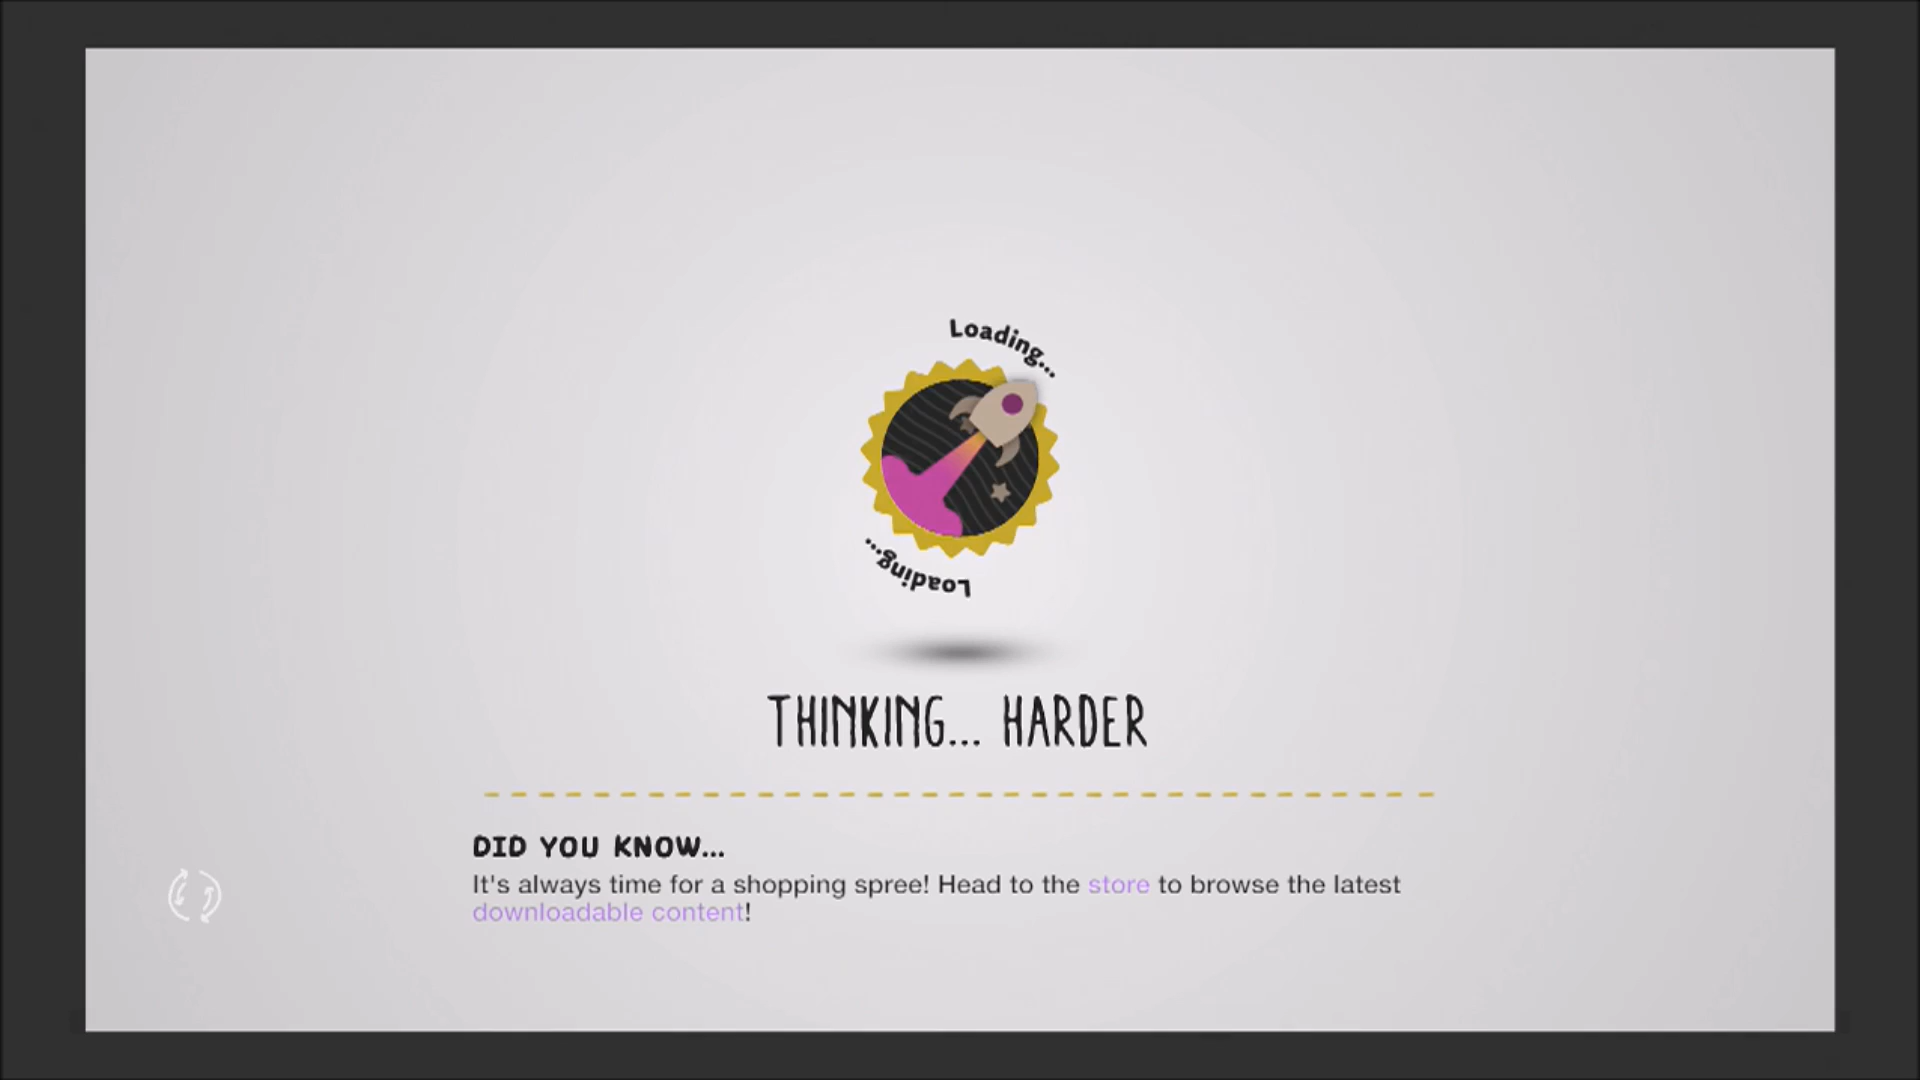 Loading...
Loading...
THINKING... HARDER
DID YOU KNOW...
It's always time for a shopping spree! Head to the store to browse the latest
downloadable content!